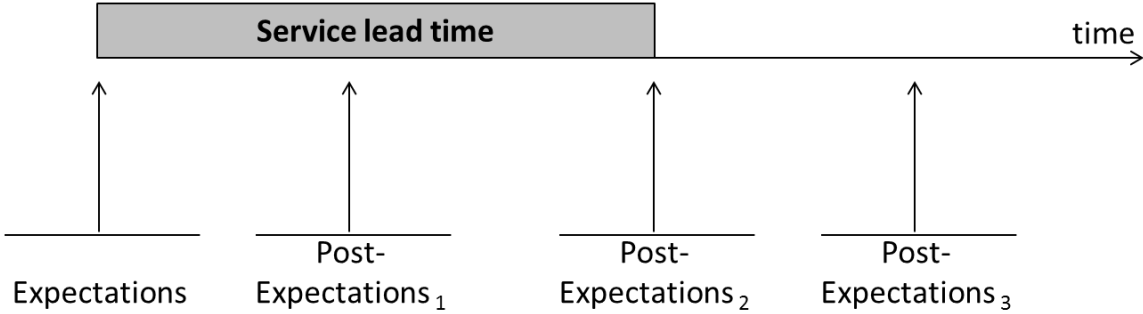 Service lead time
time
Expectations
Post-
Expectations 1
Post-
Expectations 2
Post-
Expectations 3